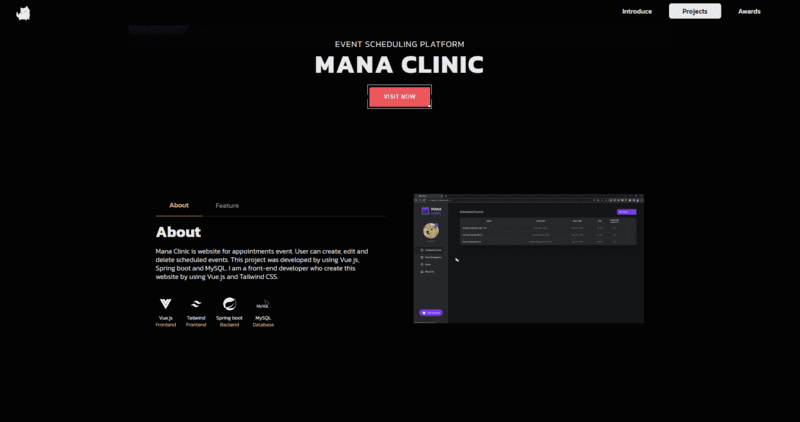 Introduce
Projects
Awards
EVENT SCHEDULING PLATFORM
MANA CLINIC
VISIT NOW
About
Feature
About
Mana Clinic is website for appointments event. User can create, edit and
delete scheduled events. This project was developed by using Vue.js,
Spring boot and MySQL. I am a front-end developer who create this
website by using Vue.js and Tailwind CSS.
Vue.js
Tailwind
Spring boot
MySQL
Frontend
Frontend
Backend
Database
MANA